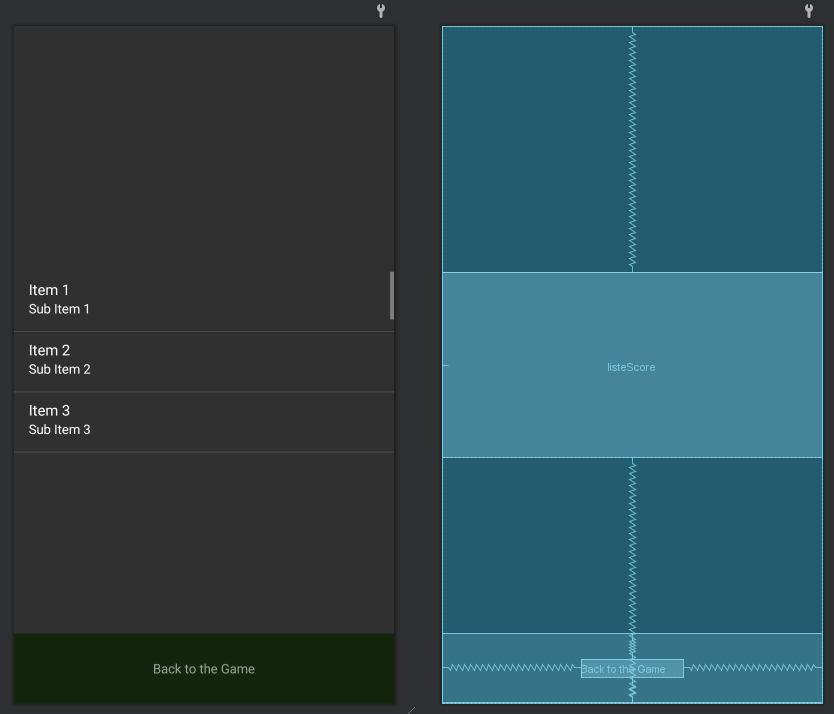 Item 1
Sub Item 1
Item 2
Sub Item 2
Item 3
Sub Item 3
Back to the Game
listeScore
Back to the Game